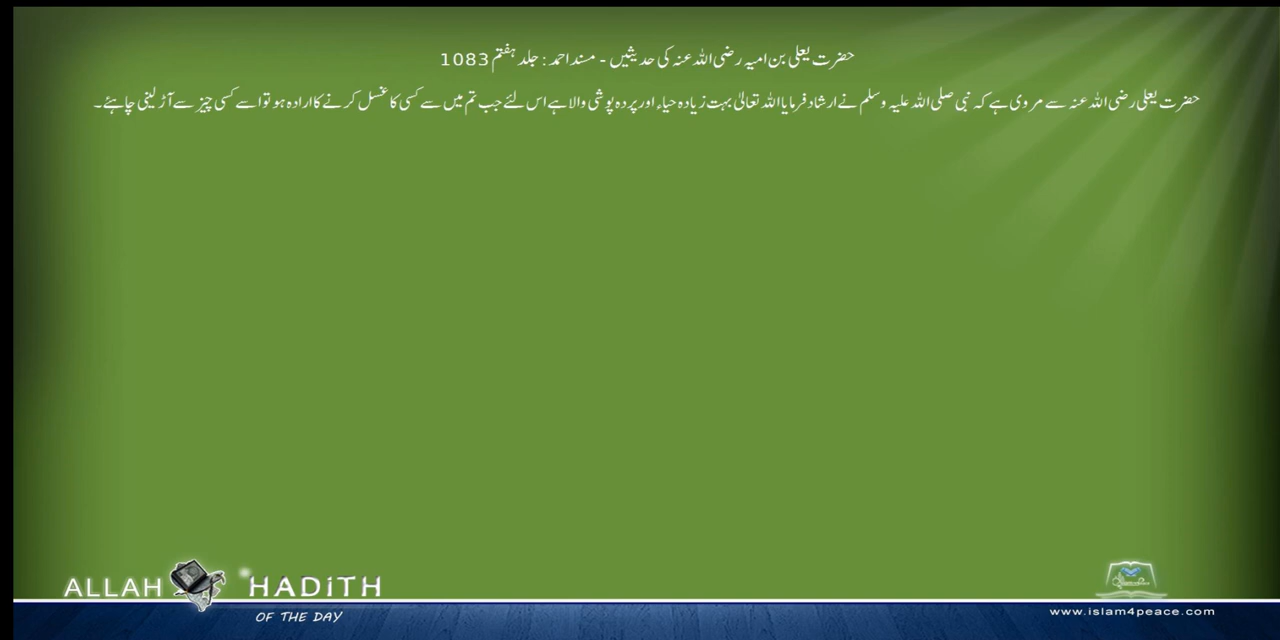 حضرت یعلی بن امیہ رضی اللہ عنہ کی حدیثیں - مسند احمد : جلد ہفتم 1083
حضرت یعلی رضی اللہ عنہ سے مروی ہے کہ نبی صلی اللہ علیہ وسلم نے ارشاد فرمایا اللہ تعالیٰ بہت زیادہ حیاء اور پردہ پوشی والا ہے اس لئے جب تم میں سے کسی کا غسل کرنے کا ارادہ ہو تو اسے کسی چیز سے آڑ لینی چاہئے۔
ALLAH HADiTH
OF THE DAY
www.islam4peace.com